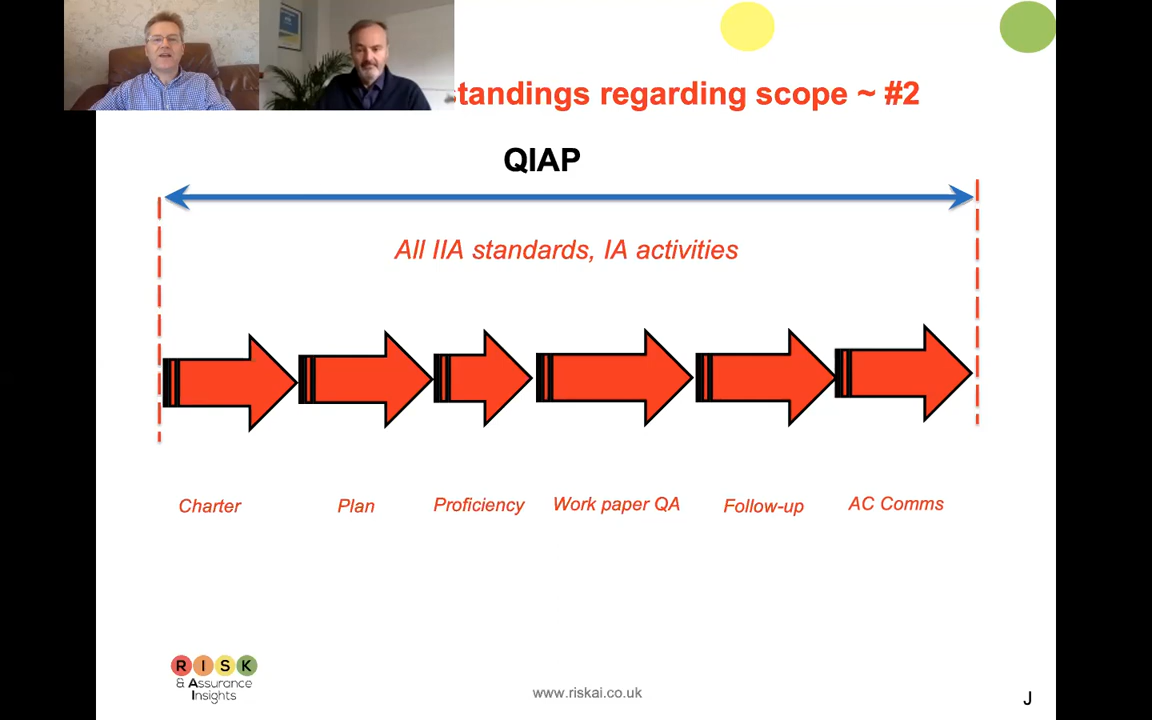 standings regarding scope ~ #2
QIAP
All IIA standards, IA activities
Charter
Plan
Proficiency
Work paper QA
Follow-up
AC Comms
R I S K
& Assurance
Insights
www.riskai.co.uk
J